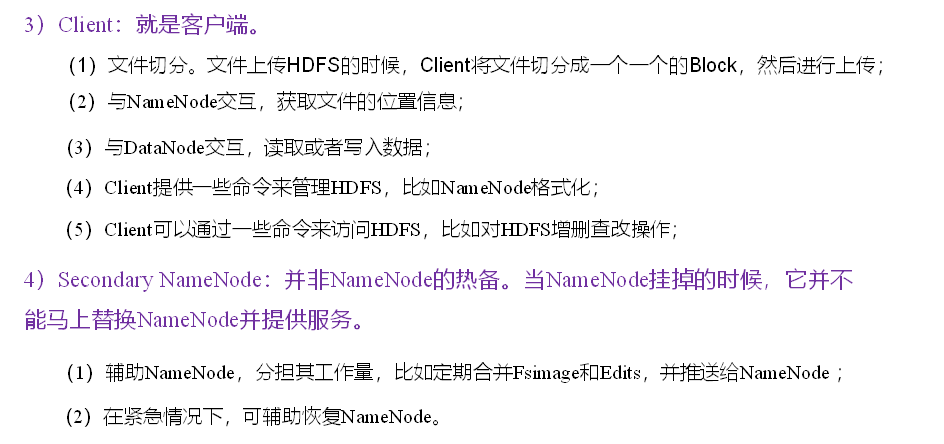 3）Client：就是客户端。
（1）文件切分。文件上传HDFS的时候，Client将文件切分成一个一个的Block，然后进行上传；
（2）与NameNode交互，获取文件的位置信息；
（3）与DataNode交互，读取或者写入数据；
（4）Client提供一些命令来管理HDFS，比如NameNode格式化；
（5）Client可以通过一些命令来访问HDFS，比如对HDFS增删查改操作；
4）Secondary NameNode：并非NameNode的热备。当NameNode挂掉的时候，它并不
能马上替换NameNode并提供服务。
（1）辅助NameNode，分担其工作量，比如定期合并Fsimage和Edits，并推送给NameNode ；
（2）在紧急情况下，可辅助恢复NameNode。